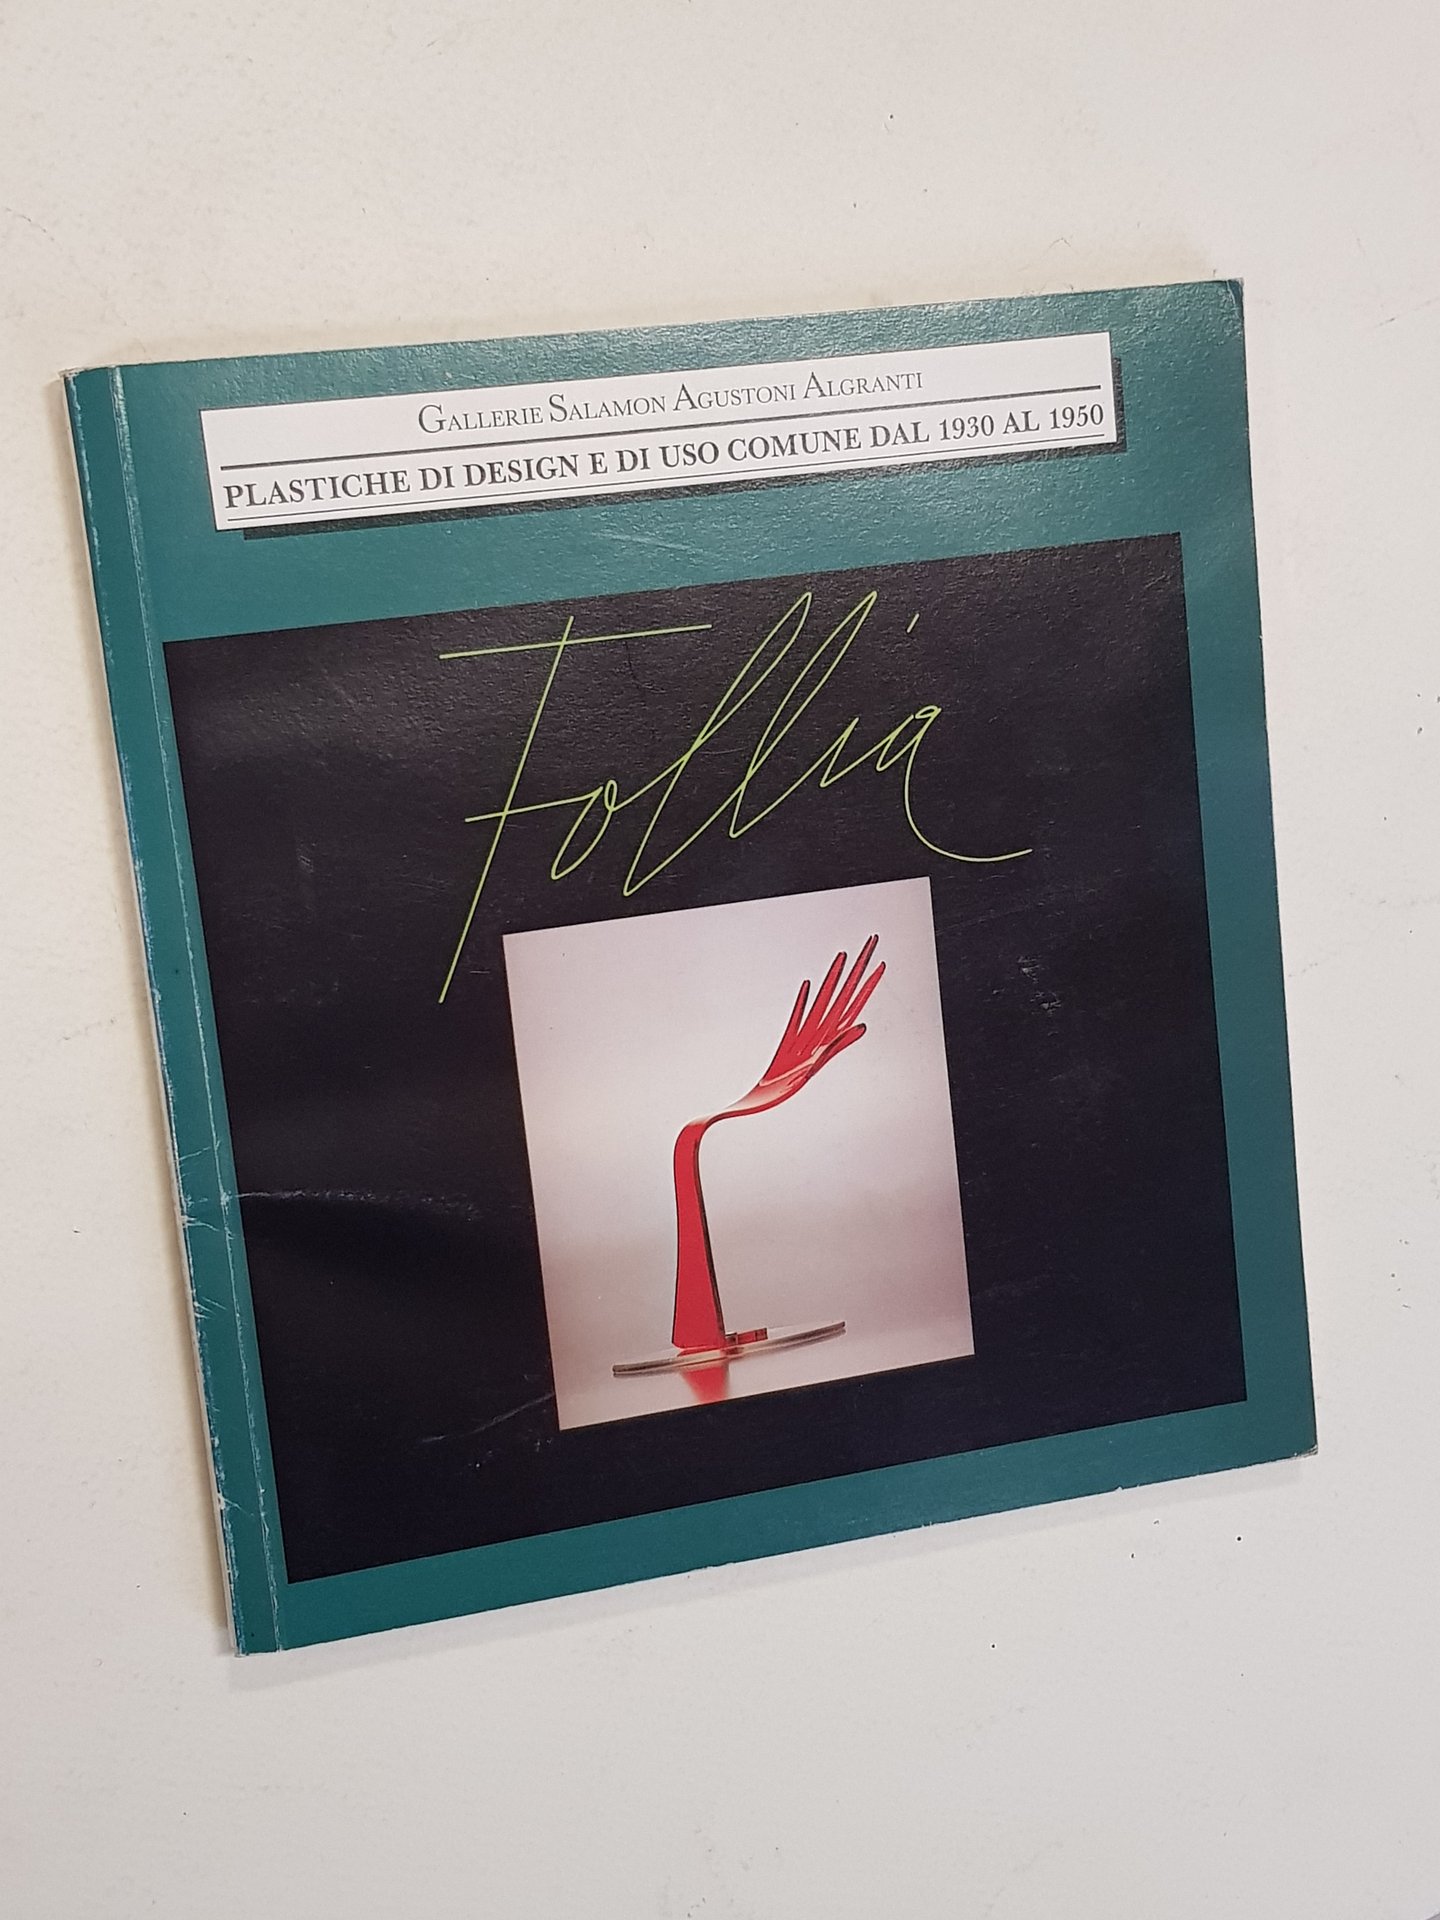 GALLERIE SALAMON AGUSTONI ALGRANTI
PLASTICHE DI DESIGN E DI USO COMUNE DAL 1930 AL 1950
Follia